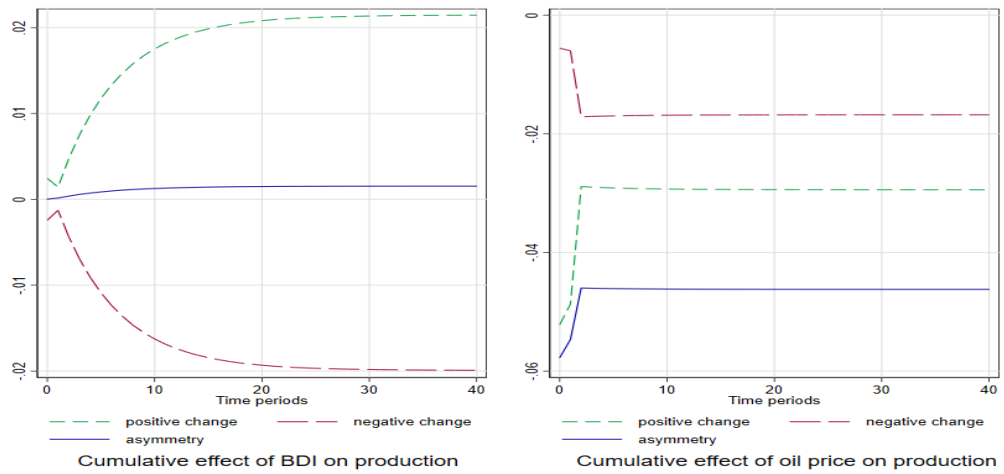 .02
.01
0
-.01
-.02
0 10 20 30 40
Time periods
positive change negative change
asymmetry
Cumulative effect of BDI on production
0
-.02
-.04
-.06
0 10 20 30 40
Time periods
positive change negative change
asymmetry
Cumulative effect of oil price on production